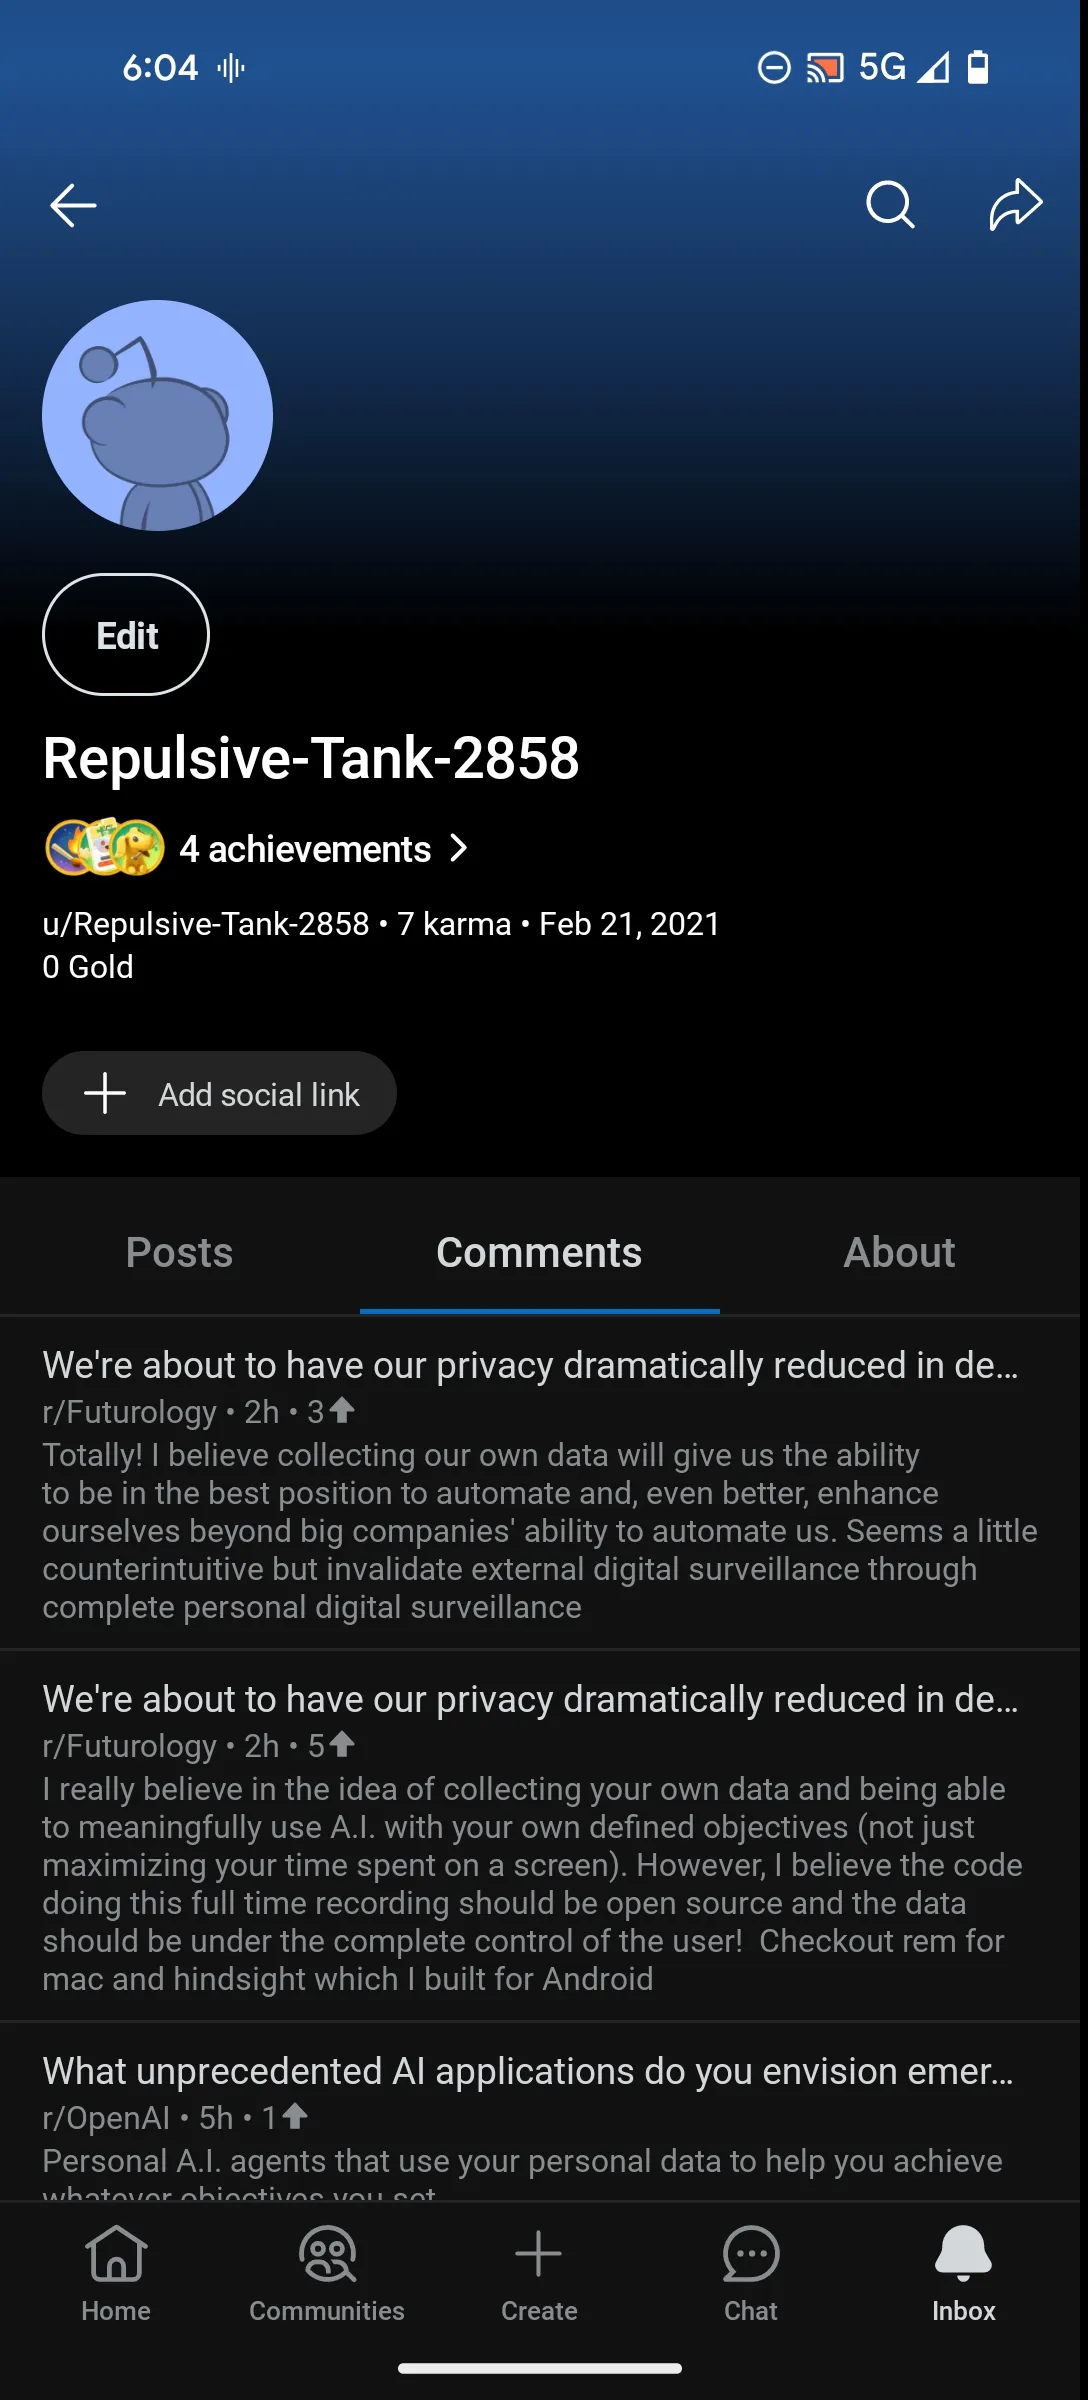 6:04 5G
Edit
Repulsive-Tank-2858
4 achievements
u/Repulsive-Tank-2858 • 7 karma • Feb 21, 2021
0 Gold
Add social link
Posts Comments About
We're about to have our privacy dramatically reduced in de...
r/Futurology • 2h • 3
Totally! I believe collecting our own data will give us the ability
to be in the best position to automate and, even better, enhance
ourselves beyond big companies' ability to automate us. Seems a little
counterintuitive but invalidate external digital surveillance through
complete personal digital surveillance
We're about to have our privacy dramatically reduced in de...
r/Futurology • 2h • 5
I really believe in the idea of collecting your own data and being able
to meaningfully use A.I. with your own defined objectives (not just
maximizing your time spent on a screen). However, I believe the code
doing this full time recording should be open source and the data
should be under the complete control of the user!  Checkout rem for
mac and hindsight which I built for Android
What unprecedented AI applications do you envision emer...
r/OpenAI • 5h • 1
Personal A.I. agents that use your personal data to help you achieve
whatever objectives you set
Home Communities Create Chat Inbox